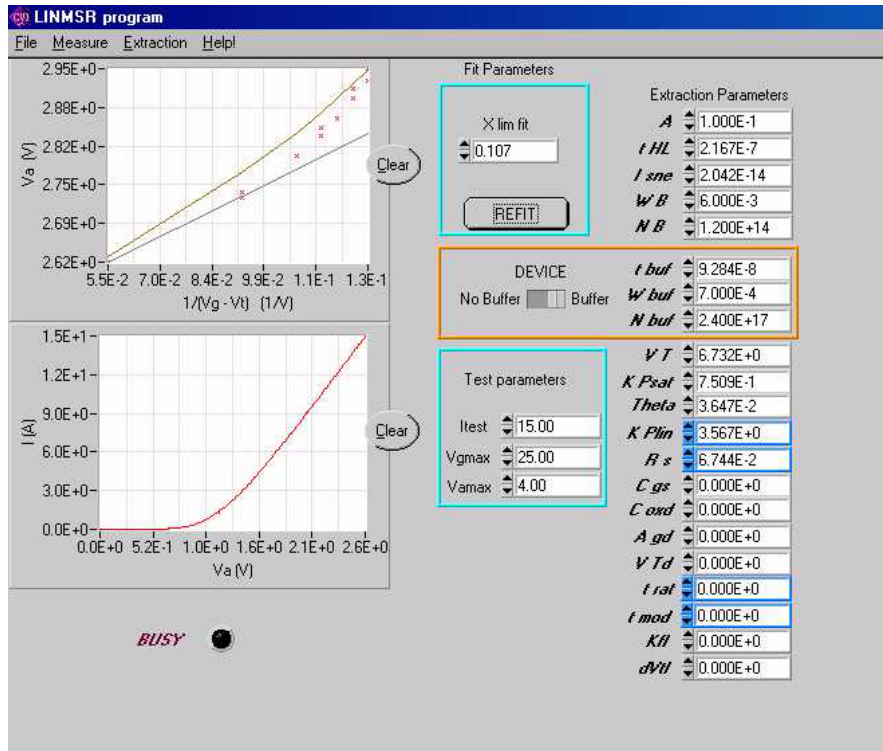 LINMSR program
File Measure Extraction Help!
2.95E+0
2.88E+0
2.82E+0
2.75E+0
2.69E+0
2.62E+0
Va (V)
5.5E-2 7.0E-2 8.4E-2 9.9E-2 1.1E-1 1.3E-1
1/(Vg - Vt) (1/V)
Clear
1.5E+1
1.2E+1
9.0E+0
6.0E+0
3.0E+0
0.0E+0
I (A)
0.0E+0 5.2E-1 1.0E+0 1.6E+0 2.1E+0 2.6E+0
Va (V)
Clear
BUSY
Fit Parameters
X lim fit
0.107
REFIT
DEVICE
No Buffer Buffer
Test parameters
Itest 15.00
Vgmax 25.00
Vamax 4.00
Extraction Parameters
A 1.000E-1
t HL 2.167E-7
I sne 2.042E-14
W B 6.000E-3
N B 1.200E+14
t buf 9.284E-8
W buf 7.000E-4
N buf 2.400E+17
V T 6.732E+0
K Psat 7.509E-1
Theta 3.647E-2
K Plin 3.567E+0
R s 6.744E-2
C gs 0.000E+0
C oxd 0.000E+0
A gd 0.000E+0
V Td 0.000E+0
t rat 0.000E+0
t mod 0.000E+0
Kfl 0.000E+0
dVtl 0.000E+0